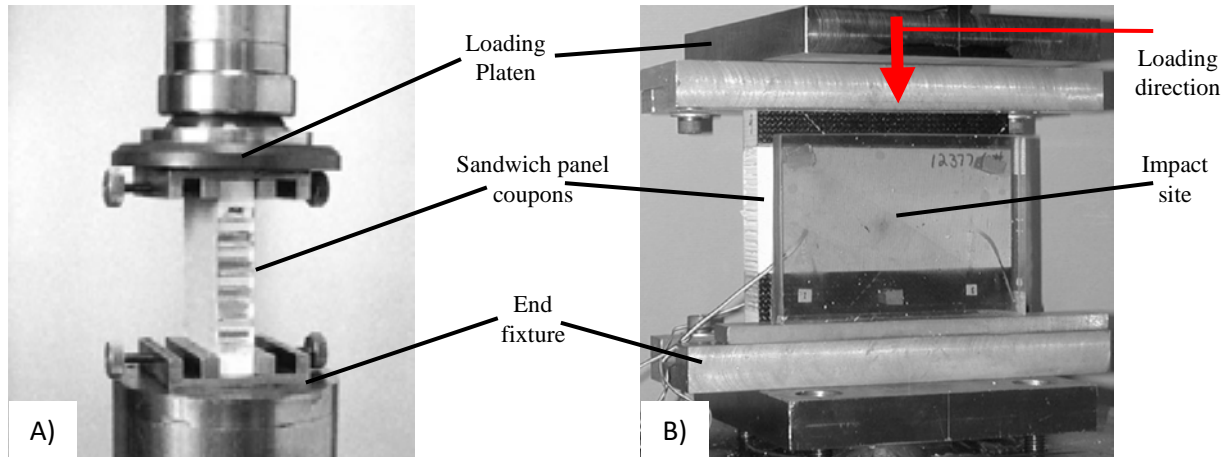 Loading
Platen
Sandwich panel
coupons
End
fixture
Loading
direction
Impact
site
A)
B)